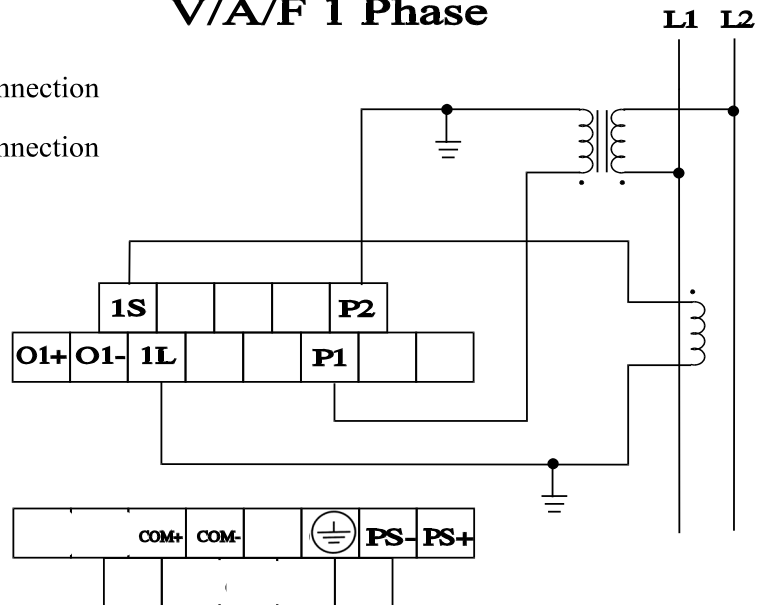 V/A/F 1 Phase
L1 L2
nnection
nnection
1S P2
O1+ O1- 1L P1
COM+ COM- PS- PS+